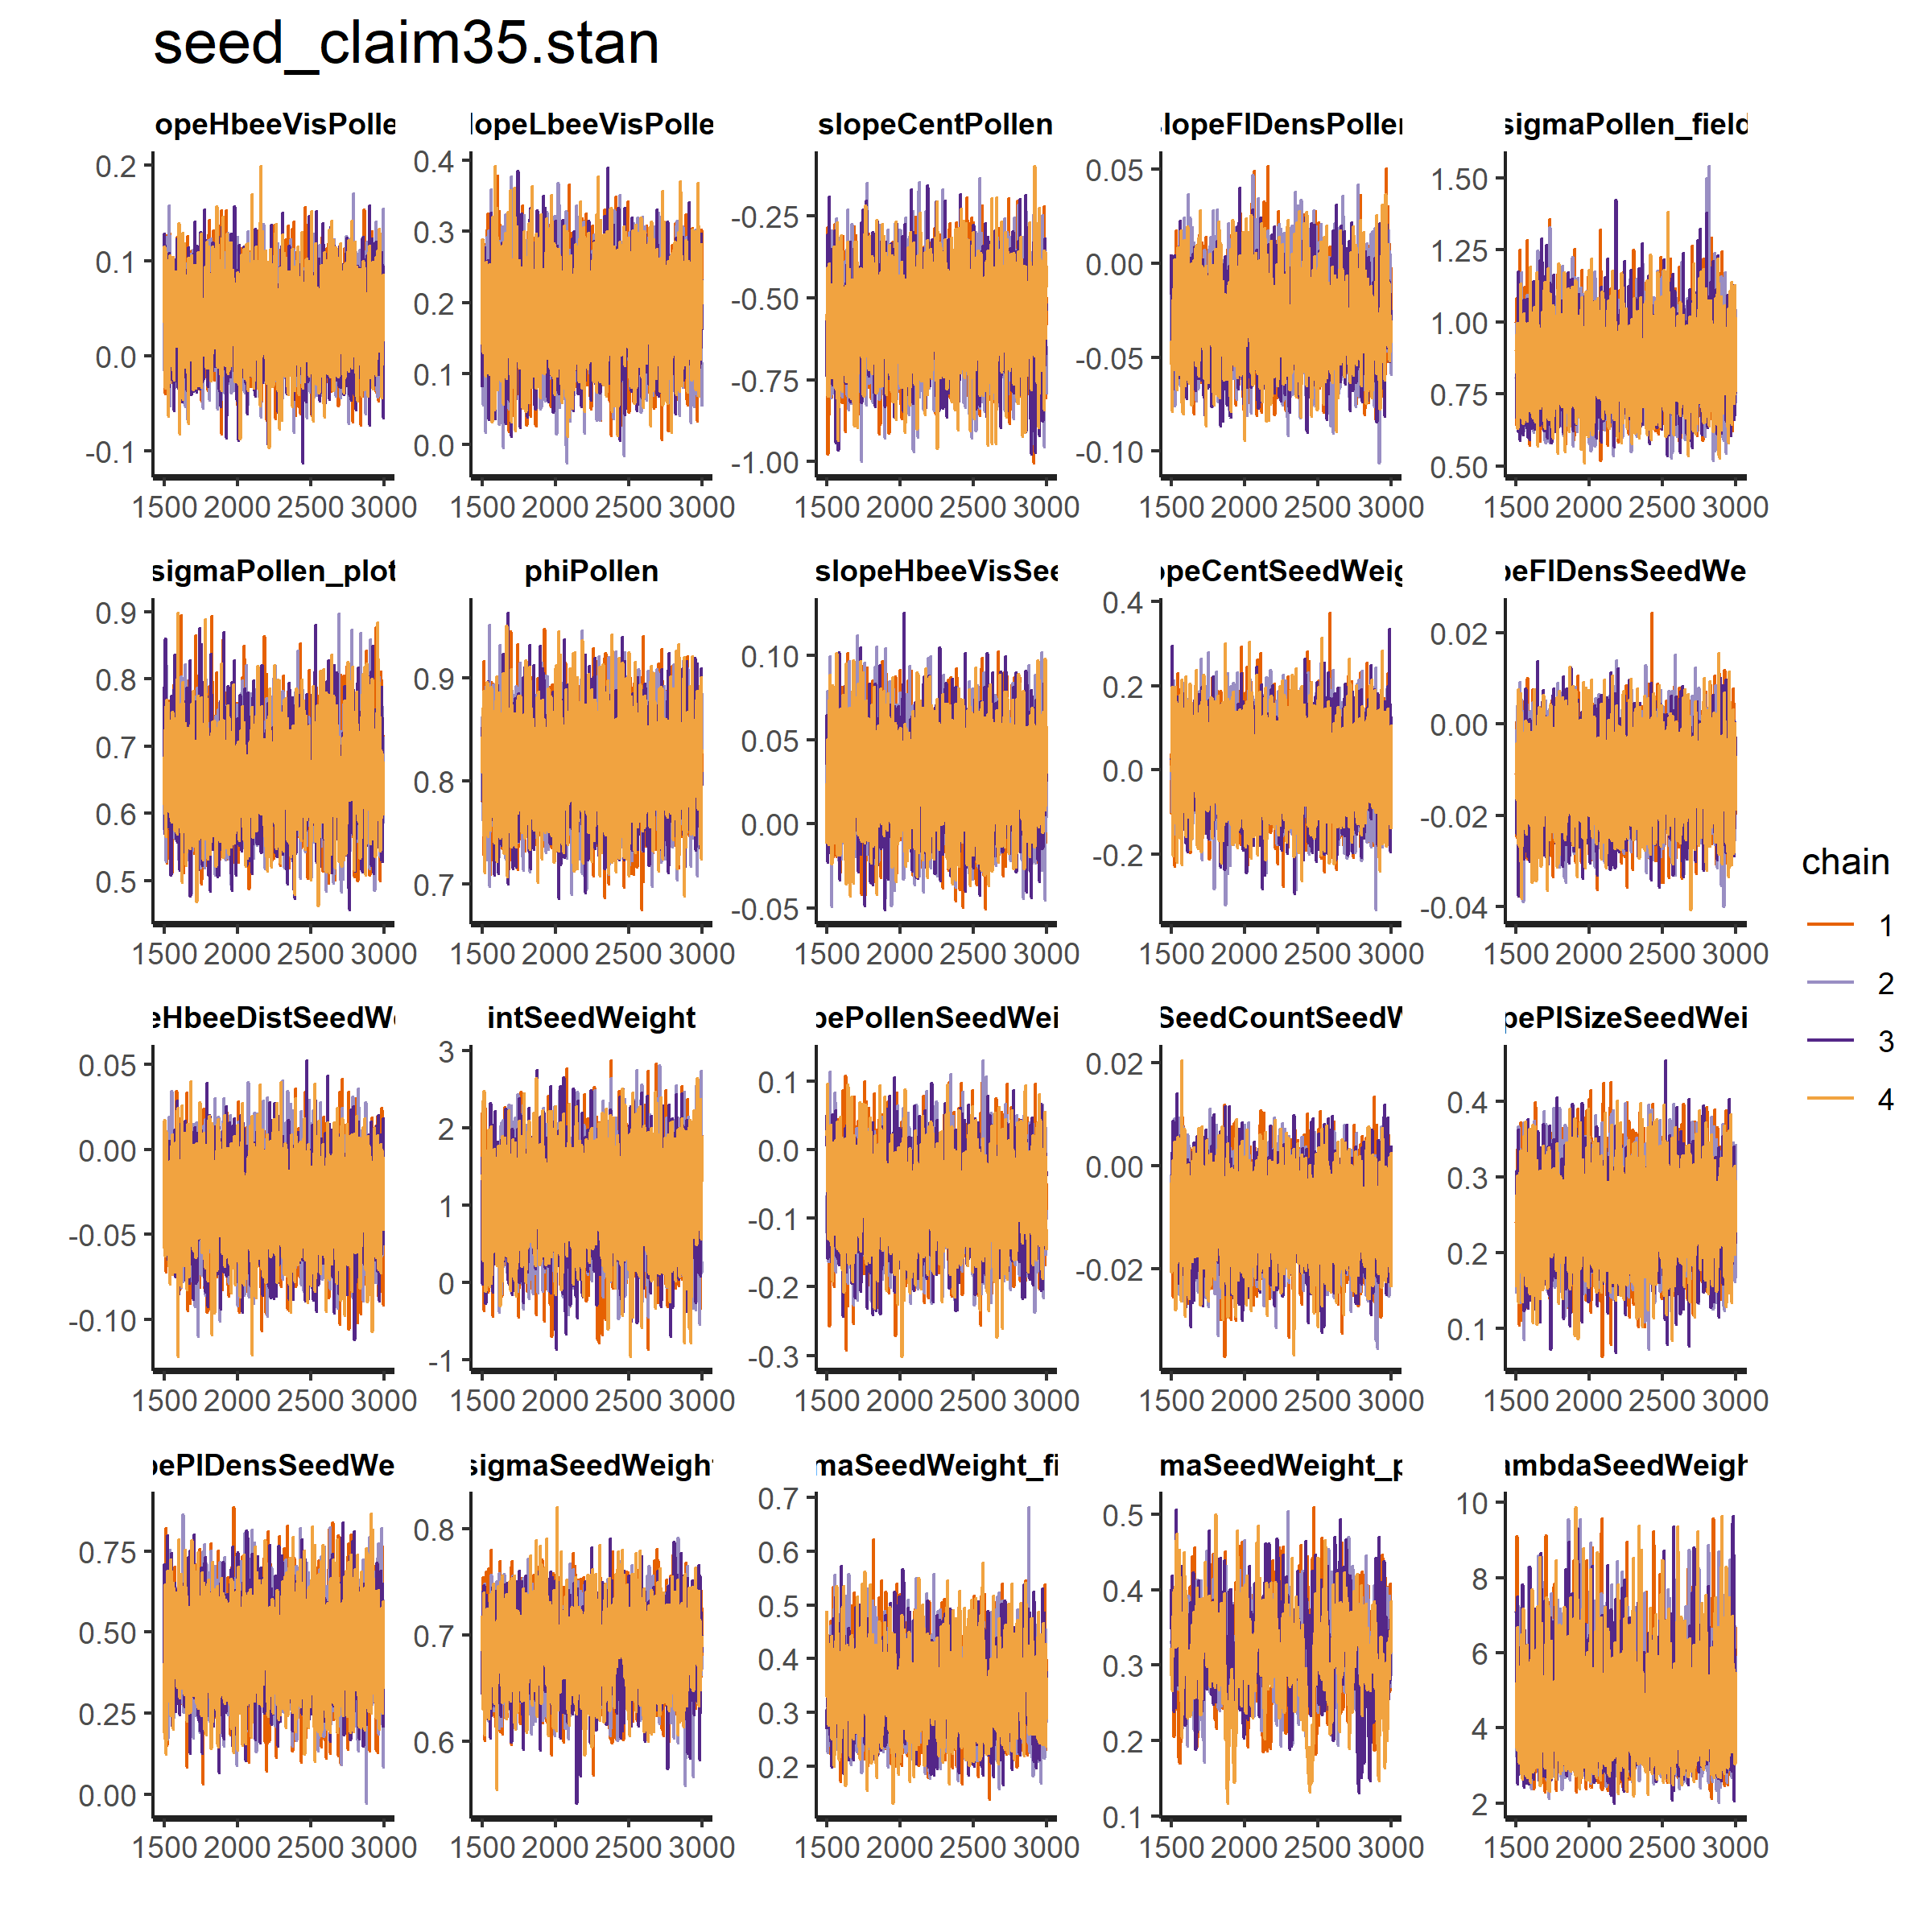 seed_claim35.stan
opeHbeeVisPolle
lopeLbeeVisPolle
slopeCentPollen
lopeFlDensPollen
sigmaPollen_field
0.2
0.1
0.0
-0.1
0.4
0.3
0.2
0.1
0.0
-0.25
-0.50
-0.75
-1.00
0.05
0.00
-0.05
-0.10
1.50
1.25
1.00
0.75
0.50
1500 2000 2500 3000
1500 2000 2500 3000
1500 2000 2500 3000
1500 2000 2500 3000
1500 2000 2500 3000
sigmaPollen_plot
phiPollen
slopeHbeeVisSee
opeCentSeedWeig
oeFlDensSeedWe
0.9
0.8
0.7
0.6
0.5
0.9
0.8
0.7
0.10
0.05
0.00
-0.05
0.4
0.2
0.0
-0.2
0.02
0.00
-0.02
-0.04
1500 2000 2500 3000
1500 2000 2500 3000
1500 2000 2500 3000
1500 2000 2500 3000
1500 2000 2500 3000
eHbeeDistSeedWe
intSeedWeight
pePollenSeedWei
SeedCountSeedW
pePlSizeSeedWei
0.05
0.00
-0.05
-0.10
3
2
1
0
-1
0.1
0.0
-0.1
-0.2
-0.3
0.02
0.00
-0.02
0.4
0.3
0.2
0.1
1500 2000 2500 3000
1500 2000 2500 3000
1500 2000 2500 3000
1500 2000 2500 3000
1500 2000 2500 3000
pePlDensSeedWe
sigmaSeedWeight
maSeedWeight_fi
maSeedWeight_p
ambdaSeedWeigh
0.75
0.50
0.25
0.00
0.8
0.7
0.6
0.7
0.6
0.5
0.4
0.3
0.2
0.5
0.4
0.3
0.2
0.1
10
8
6
4
2
1500 2000 2500 3000
1500 2000 2500 3000
1500 2000 2500 3000
1500 2000 2500 3000
1500 2000 2500 3000
chain
1
2
3
4